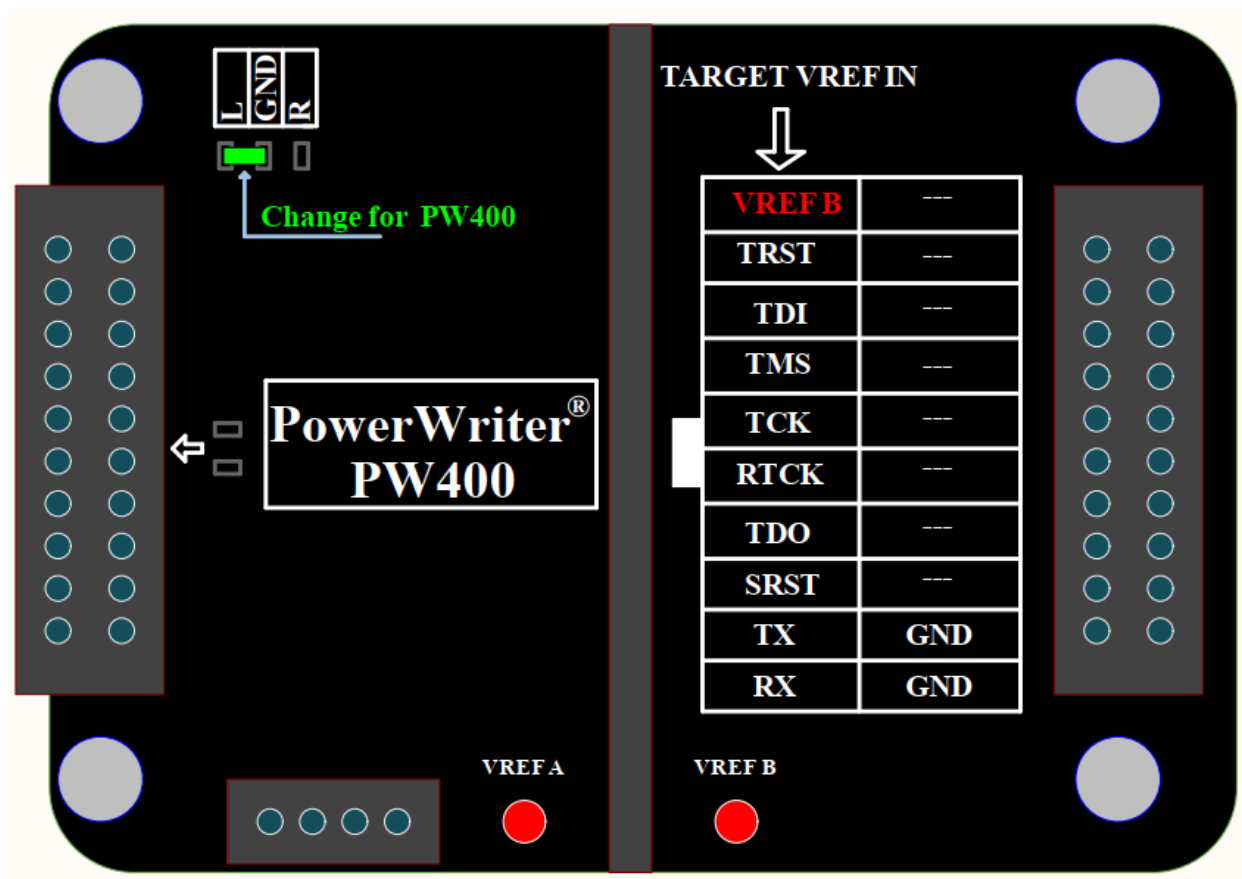 L
GND
R
TARGET VREF IN
Change for PW400
VREF B ---
TRST ---
TDI ---
TMS ---
TCK ---
RTCK ---
TDO ---
SRST ---
TX GND
RX GND
PowerWriter®
PW400
VREF A
VREF B